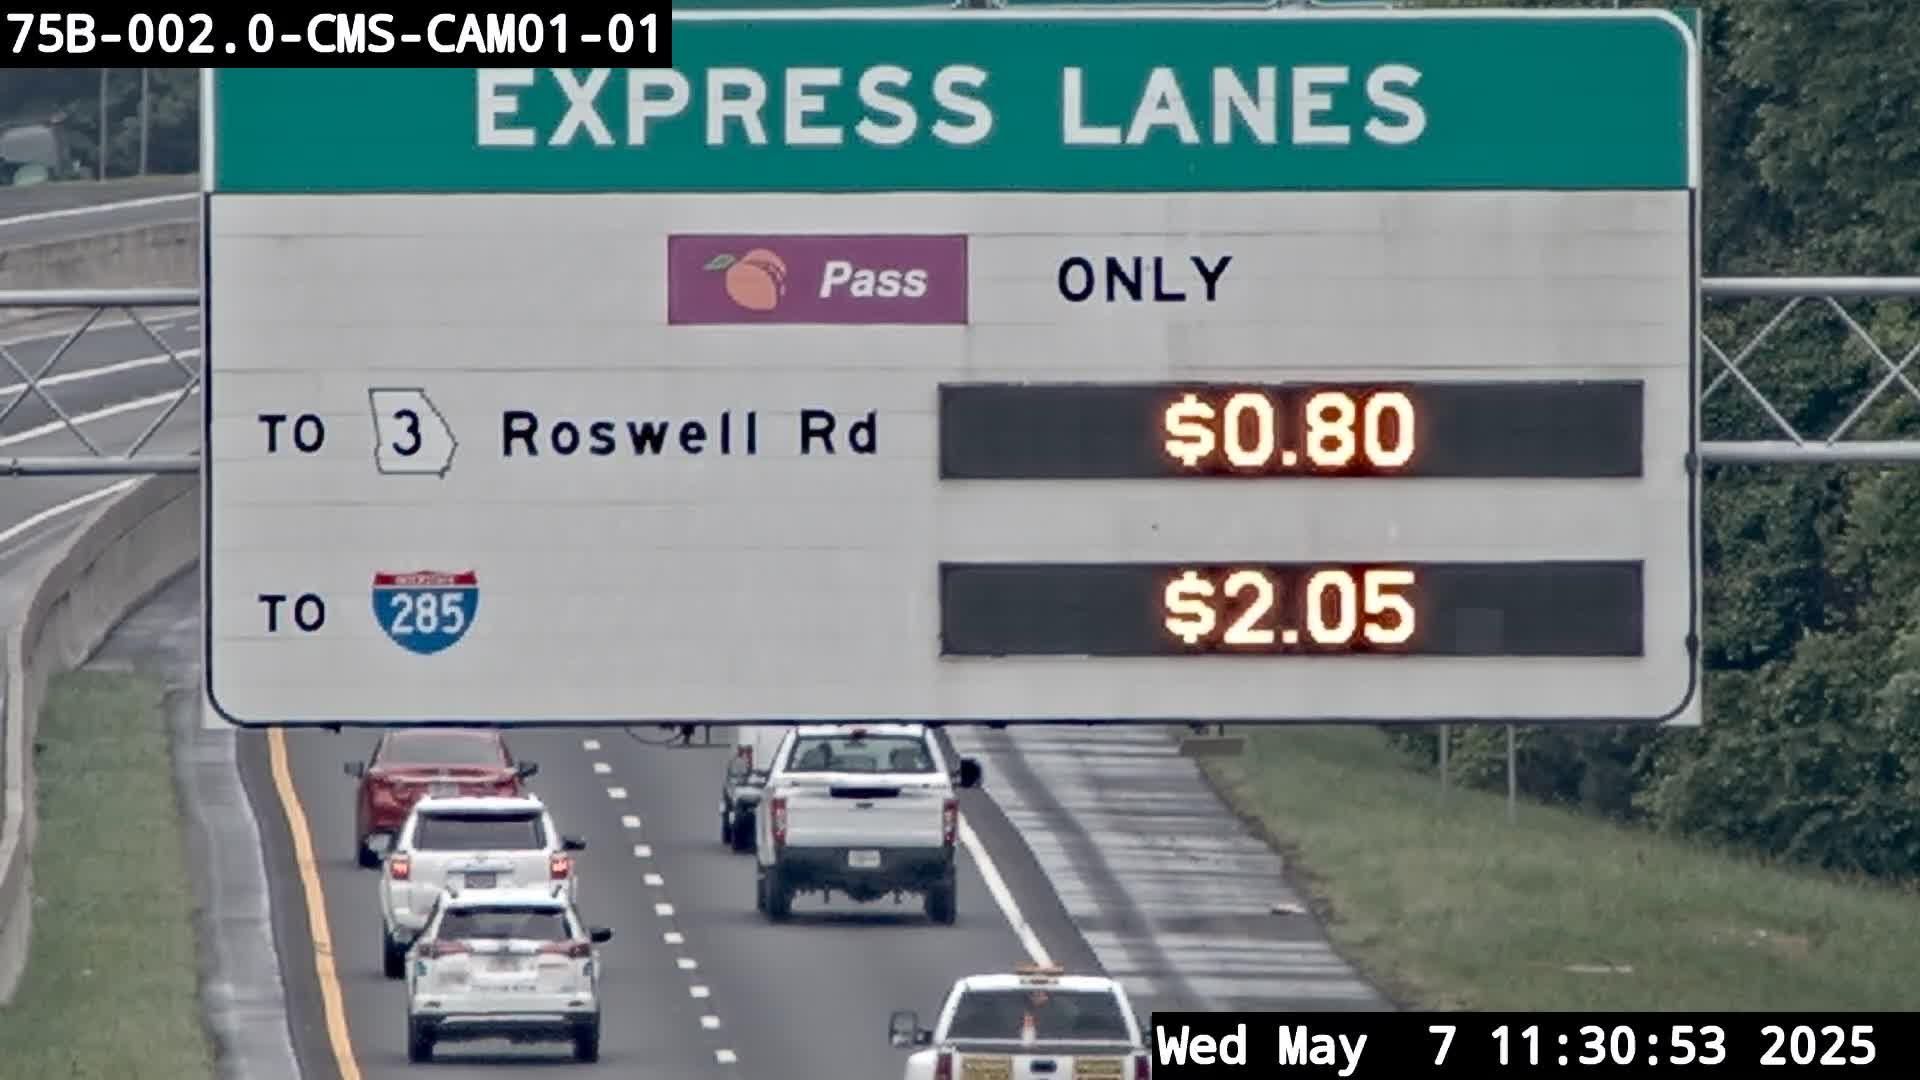 75B-002.0-CMS-CAM01-01
EXPRESS LANES
Pass ONLY
TO 3 Roswell Rd $0.80
TO INTERSTATE 285 $2.05
Wed May 7 11:30:53 2025